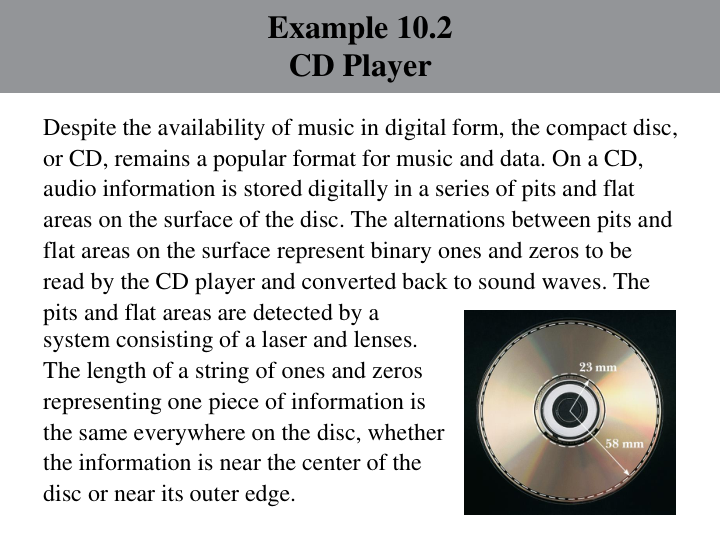 Example 10.2
CD Player
Despite the availability of music in digital form, the compact disc,
or CD, remains a popular format for music and data. On a CD,
audio information is stored digitally in a series of pits and flat
areas on the surface of the disc. The alternations between pits and
flat areas on the surface represent binary ones and zeros to be
read by the CD player and converted back to sound waves. The
pits and flat areas are detected by a
system consisting of a laser and lenses.
The length of a string of ones and zeros
representing one piece of information is
the same everywhere on the disc, whether
the information is near the center of the
disc or near its outer edge.
23 mm
58 mm